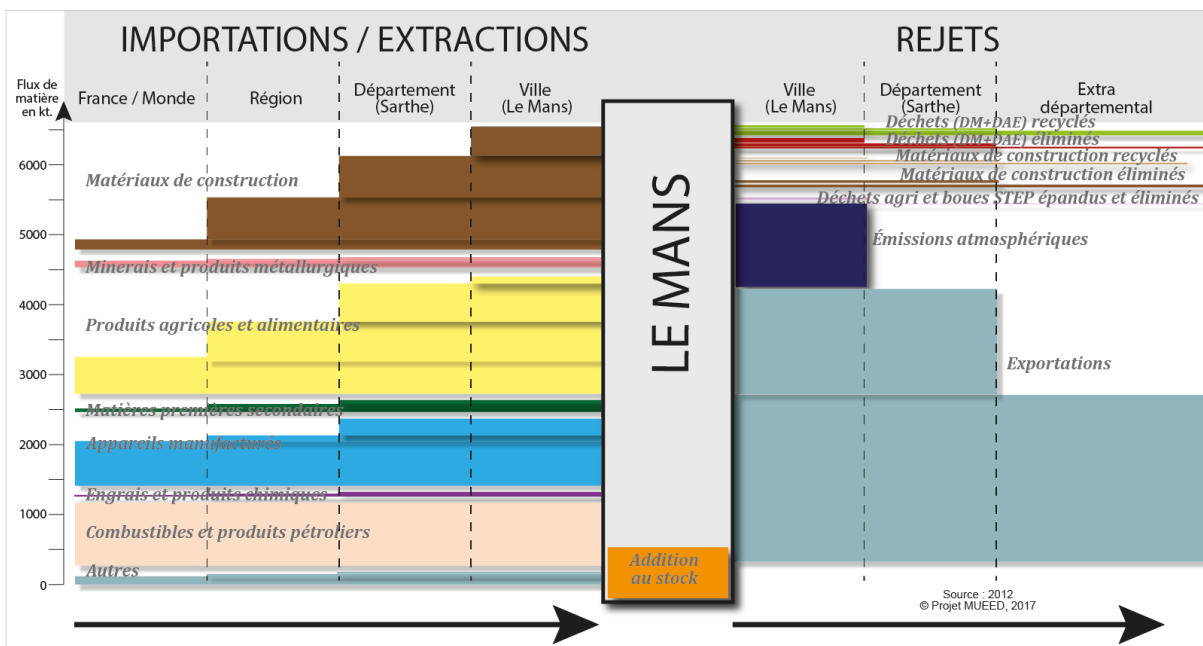 IMPORTATIONS / EXTRACTIONS
REJETS
Flux de
matière
en kt.
France / Monde
Région
Département
(Sarthe)
Ville
(Le Mans)
Ville
(Le Mans)
Département
(Sarthe)
Extra
départemental
6000
5000
4000
3000
2000
1000
0
Matériaux de construction
Minerais et produits métallurgiques
Produits agricoles et alimentaires
Matières premières secondaires
Appareils manufacturés
Engrais et produits chimiques
Combustibles et produits pétroliers
Autres
LE MANS
Addition
au stock
Déchets (DM+DAE) recyclés
Déchets (DM+DAE) éliminés
Matériaux de construction recyclés
Matériaux de construction éliminés
Déchets agri et boues STEP épandus et éliminés
Émissions atmosphériques
Exportations
Source : 2012
© Projet MUEED, 2017